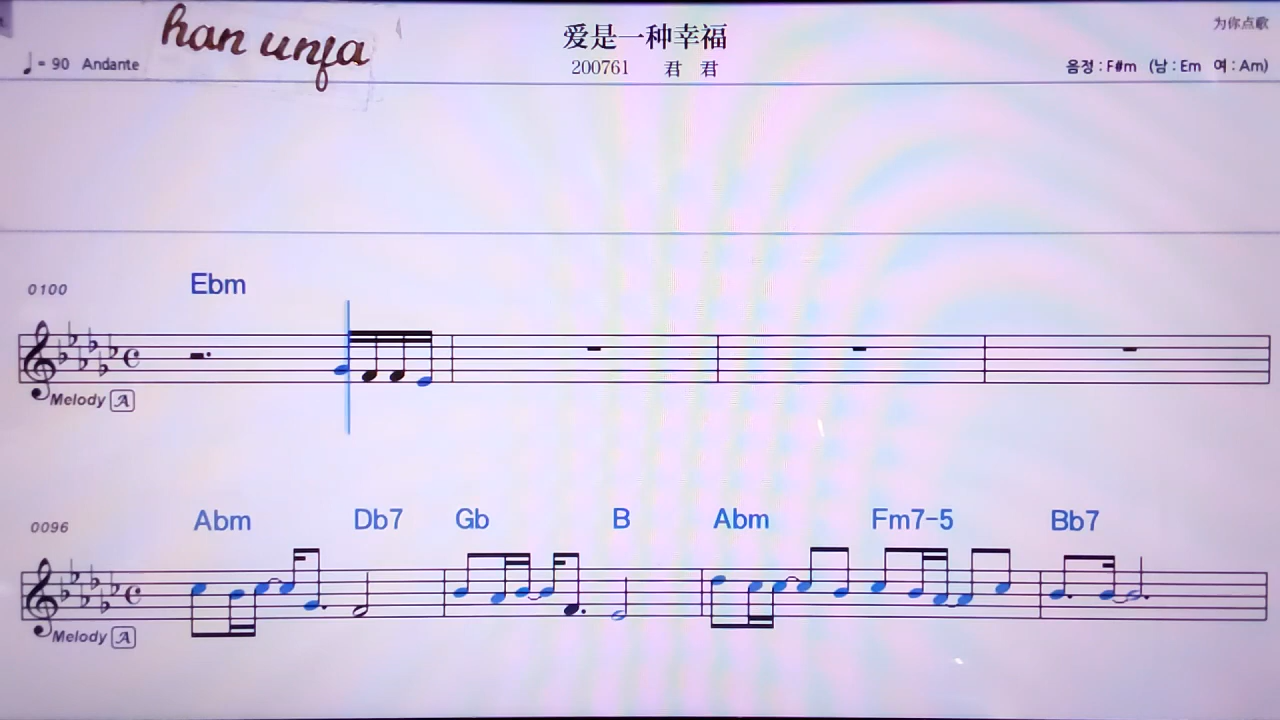 han unfa
爱是一种幸福
为你点歌
♩= 90 Andante
200761 君 君
음정 : F#m (남 : Em 여 : Am)
0100
Ebm
Melody A
0096
Abm Db7 Gb B Abm Fm7-5 Bb7
Melody A